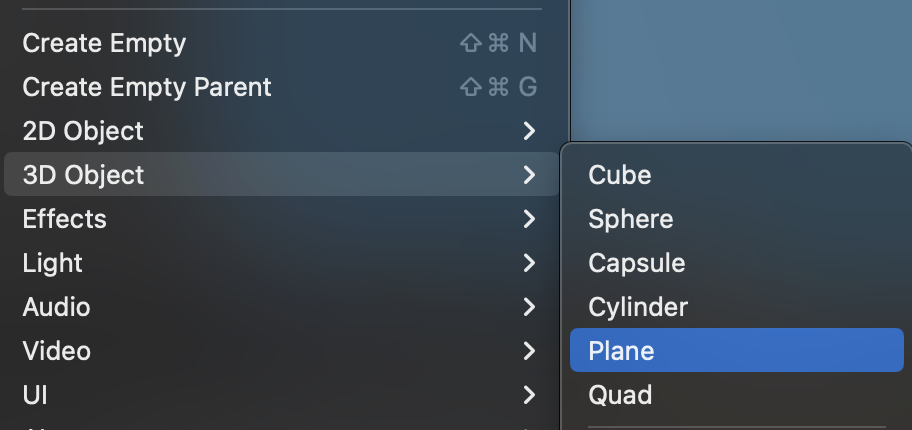 Create Empty ⇧ ⌘ N
Create Empty Parent ⇧ ⌘ G
2D Object
3D Object
Effects
Light
Audio
Video
UI
Cube
Sphere
Capsule
Cylinder
Plane
Quad